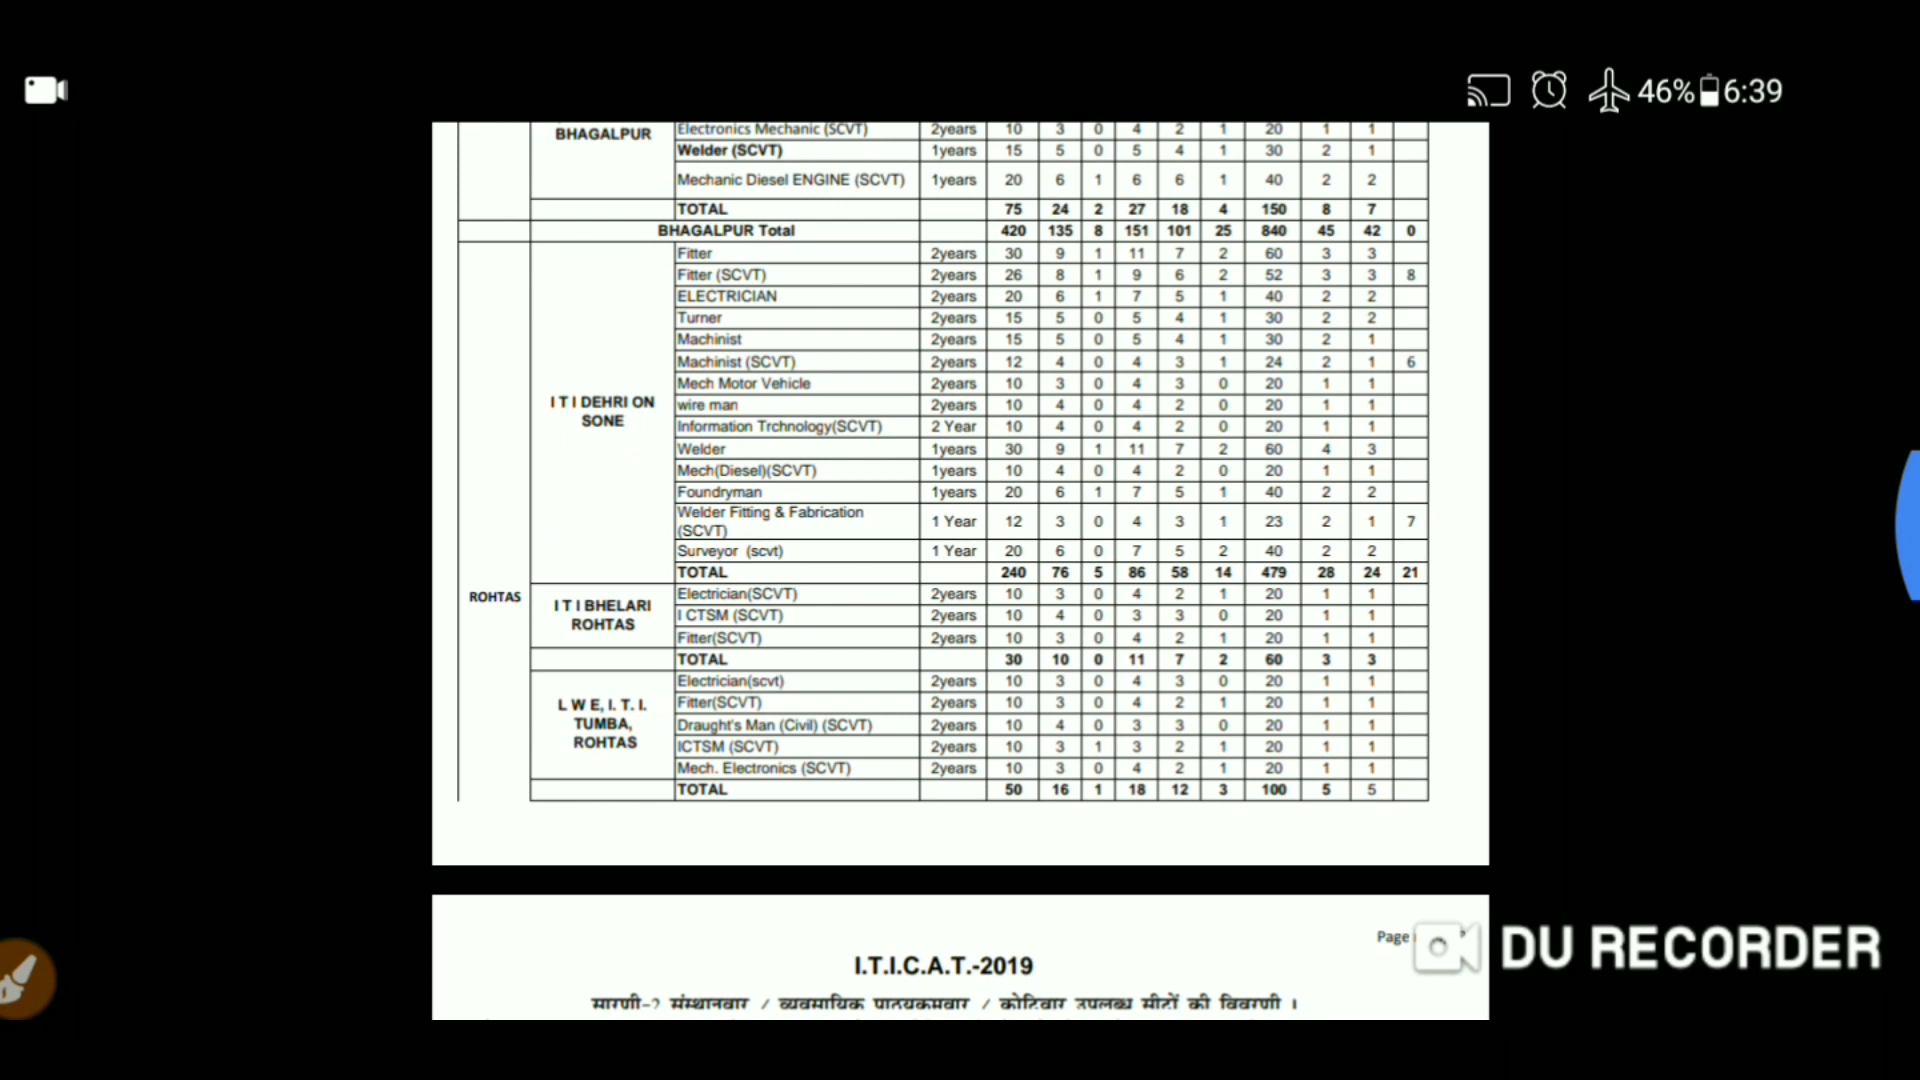 46% 6:39
BHAGALPUR Electronics Mechanic (SCVT) 2years 10 3 0 4 2 1 20 1 1
Welder (SCVT) 1years 15 5 0 5 4 1 30 2 1
Mechanic Diesel ENGINE (SCVT) 1years 20 6 1 6 6 1 40 2 2
TOTAL 75 24 2 27 18 4 150 8 7
BHAGALPUR Total 420 135 8 151 101 25 840 45 42 0
Fitter 2years 30 9 1 11 7 2 60 3 3
Fitter (SCVT) 2years 26 8 1 9 6 2 52 3 3 8
ELECTRICIAN 2years 20 6 1 7 5 1 40 2 2
Turner 2years 15 5 0 5 4 1 30 2 2
Machinist 2years 15 5 0 5 4 1 30 2 1
Machinist (SCVT) 2years 12 4 0 4 3 1 24 2 1 6
Mech Motor Vehicle 2years 10 3 0 4 3 0 20 1 1
I T I DEHRI ON SONE
wire man 2years 10 4 0 4 2 0 20 1 1
Information Trchnology(SCVT) 2 Year 10 4 0 4 2 0 20 1 1
Welder 1years 30 9 1 11 7 2 60 4 3
Mech(Diesel)(SCVT) 1years 10 4 0 4 2 0 20 1 1
Foundryman 1years 20 6 1 7 5 1 40 2 2
Welder Fitting & Fabrication (SCVT) 1 Year 12 3 0 4 3 1 23 2 1 7
Surveyor (scvt) 1 Year 20 6 0 7 5 2 40 2 2
TOTAL 240 76 5 86 58 14 479 28 24 21
ROHTAS
I T I BHELARI ROHTAS
Electrician(SCVT) 2years 10 3 0 4 2 1 20 1 1
I CTSM (SCVT) 2years 10 4 0 3 3 0 20 1 1
Fitter(SCVT) 2years 10 3 0 4 2 1 20 1 1
TOTAL 30 10 0 11 7 2 60 3 3
L W E, I. T. I. TUMBA, ROHTAS
Electrician(scvt) 2years 10 3 0 4 3 0 20 1 1
Fitter(SCVT) 2years 10 3 0 4 2 1 20 1 1
Draught's Man (Civil) (SCVT) 2years 10 4 0 3 3 0 20 1 1
ICTSM (SCVT) 2years 10 3 1 3 2 1 20 1 1
Mech. Electronics (SCVT) 2years 10 3 0 4 2 1 20 1 1
TOTAL 50 16 1 18 12 3 100 5 5
Page
DU RECORDER
I.T.I.C.A.T.-2019
सारणी-2 संस्थानवार / व्यवसायिक पाठयकमवार / कोटिवार उपलब्ध सीटों की विवरणी ।